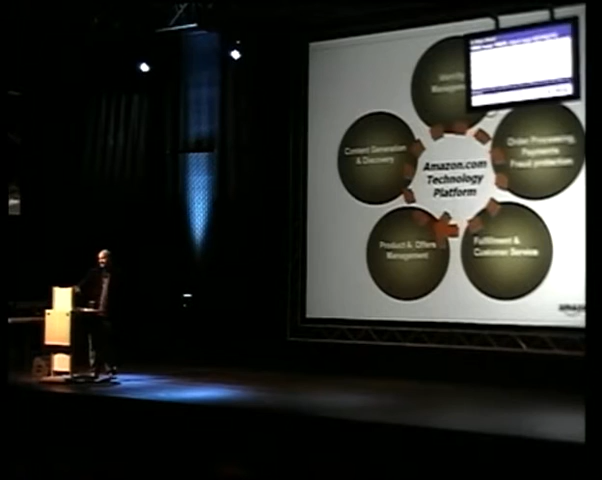 Identity
Management
Content Generation
& Discovery
Amazon.com
Technology
Platform
Order Processing,
Payments
Fraud protection
Product & Offers
Management
Fulfillment &
Customer Service